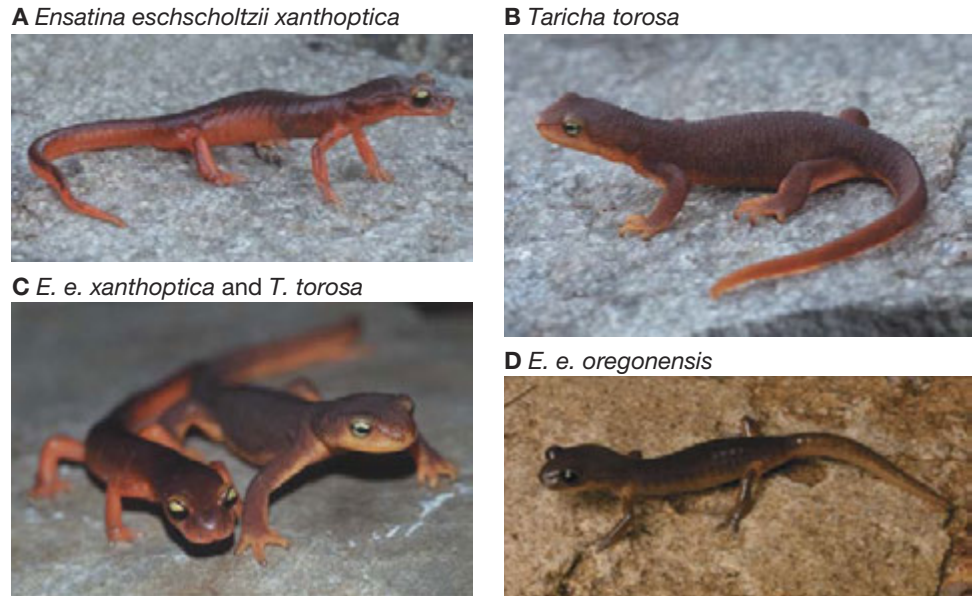 A Ensatina eschscholtzii xanthoptica
B Taricha torosa
C E. e. xanthoptica and T. torosa
D E. e. oregonensis